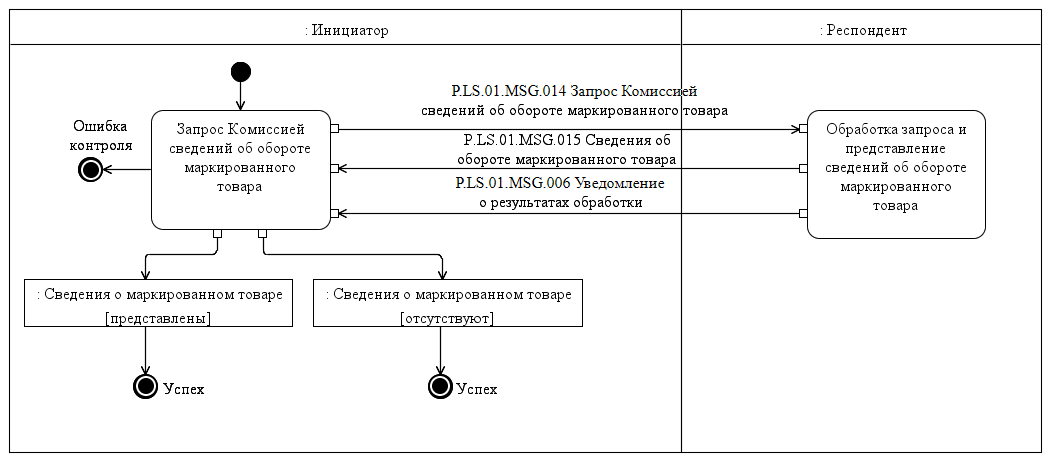 : Инициатор
: Респондент
P.LS.01.MSG.014 Запрос Комиссией
сведений об обороте маркированного товара
Ошибка
контроля
Запрос Комиссией
сведений об обороте
маркированного
товара
P.LS.01.MSG.015 Сведения об
обороте маркированного товара
P.LS.01.MSG.006 Уведомление
о результатах обработки
Обработка запроса и
представление
сведений об обороте
маркированного
товара
: Сведения о маркированном товаре
[представлены]
: Сведения о маркированном товаре
[отсутствуют]
Успех
Успех